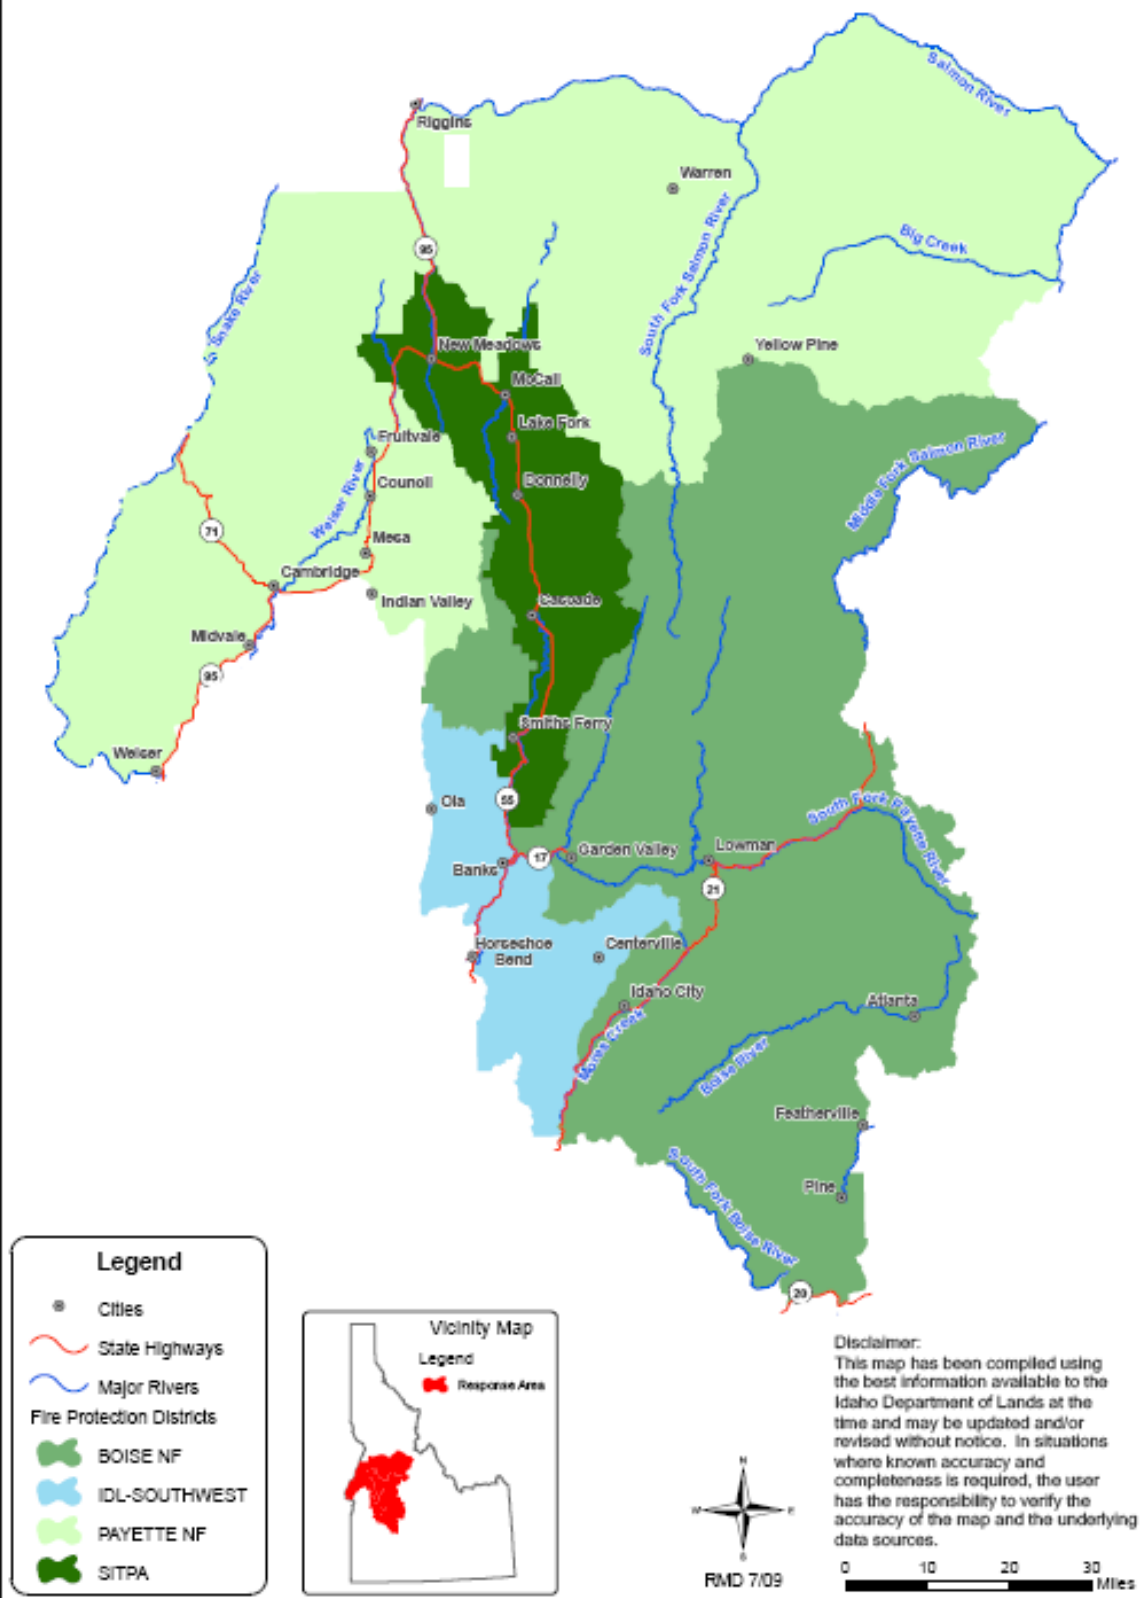 Salmon River
Riggins
Warren
95
South Fork Salmon River
Big Creek
Snake River
New Meadows
Yellow Pine
McCall
Lake Fork
Fruitvale
Middle Fork Salmon River
Weiser River
Council
Donnelly
71
Mesa
Cambridge
Indian Valley
Cascade
Midvale
95
Smiths Ferry
Weiser
Ola
55
South Fork Payette River
17
Garden Valley
Lowman
Banks
21
Horseshoe
Bend
Centerville
Idaho City
Atlanta
Mores Creek
Boise River
Featherville
South Fork Boise River
Pine
20
Legend
Cities
State Highways
Major Rivers
Fire Protection Districts
BOISE NF
IDL-SOUTHWEST
PAYETTE NF
SITPA
Vicinity Map
Legend
Response Area
N
W
E
S
RMD 7/09
Disclaimer:
This map has been compiled using
the best information available to the
Idaho Department of Lands at the
time and may be updated and/or
revised without notice. In situations
where known accuracy and
completeness is required, the user
has the responsibility to verify the
accuracy of the map and the underlying
data sources.
0 10 20 30
Miles